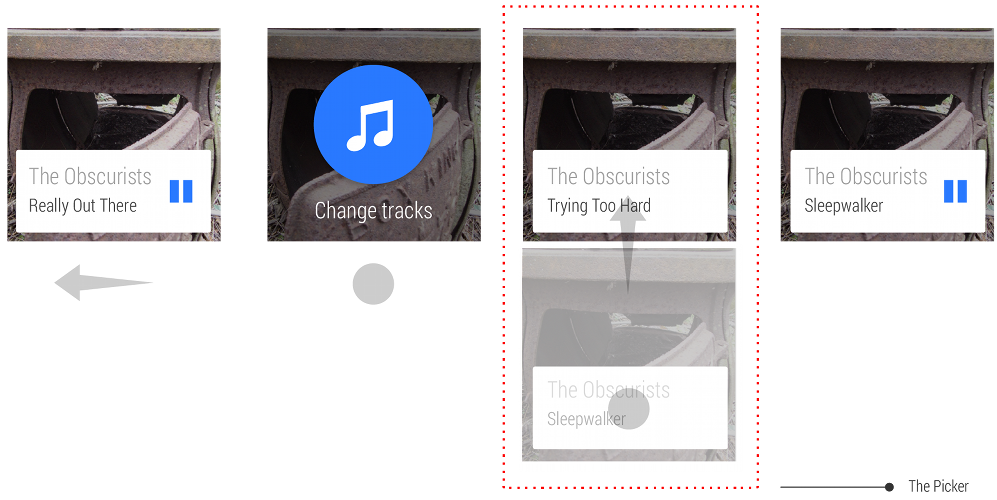 The Obscurists
Really Out There
Change tracks
The Obscurists
Trying Too Hard
The Obscurists
Sleepwalker
The Obscurists
Sleepwalker
The Picker